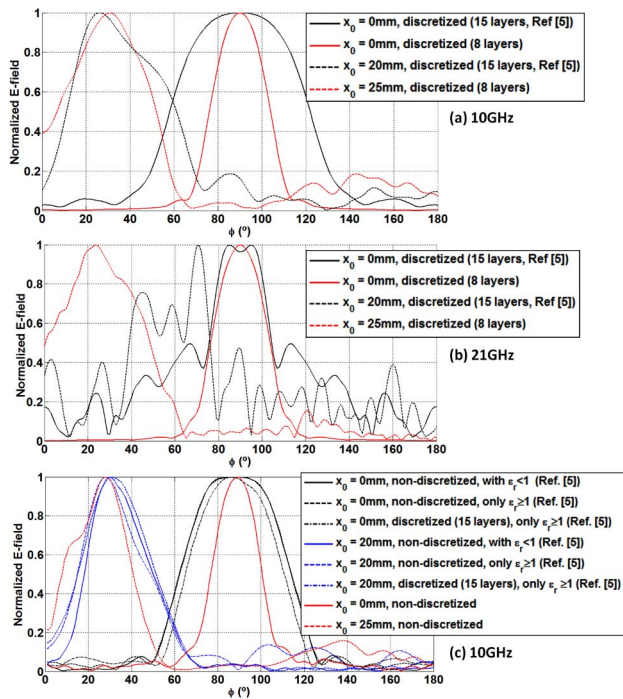 1
0.8
0.6
0.4
0.2
0
Normalized E-field
x₀ = 0mm, discretized (15 layers, Ref [5])
x₀ = 0mm, discretized (8 layers)
x₀ = 20mm, discretized (15 layers, Ref [5])
x₀ = 25mm, discretized (8 layers)
(a) 10GHz
0 20 40 60 80 100 120 140 160 180
ϕ (º)
1
0.8
0.6
0.4
0.2
0
Normalized E-field
x₀ = 0mm, discretized (15 layers, Ref [5])
x₀ = 0mm, discretized (8 layers)
x₀ = 20mm, discretized (15 layers, Ref [5])
x₀ = 25mm, discretized (8 layers)
(b) 21GHz
0 20 40 60 80 100 120 140 160 180
ϕ (º)
1
0.8
0.6
0.4
0.2
0
Normalized E-field
x₀ = 0mm, non-discretized, with εᵣ<1 (Ref. [5])
x₀ = 0mm, non-discretized, only εᵣ≥1 (Ref. [5])
x₀ = 0mm, discretized (15 layers), only εᵣ ≥1 (Ref. [5])
x₀ = 20mm, non-discretized, with εᵣ<1 (Ref. [5])
x₀ = 20mm, non-discretized, only εᵣ≥1 (Ref. [5])
x₀ = 20mm, discretized (15 layers), only εᵣ ≥1 (Ref. [5])
x₀ = 0mm, non-discretized
x₀ = 25mm, non-discretized
(c) 10GHz
0 20 40 60 80 100 120 140 160 180
ϕ (º)